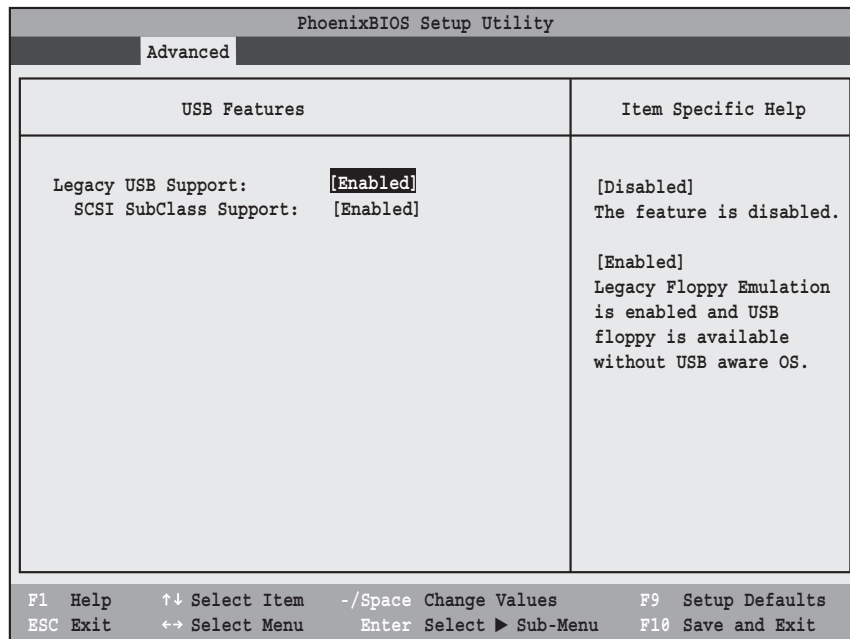 PhoenixBIOS Setup Utility
Advanced
USB Features
Item Specific Help
Legacy USB Support: [Enabled]
SCSI SubClass Support: [Enabled]
[Disabled]
The feature is disabled.
[Enabled]
Legacy Floppy Emulation
is enabled and USB
floppy is available
without USB aware OS.
F1 Help ↑↓ Select Item -/Space Change Values F9 Setup Defaults
ESC Exit ←→ Select Menu Enter Select ▶ Sub-Menu F10 Save and Exit